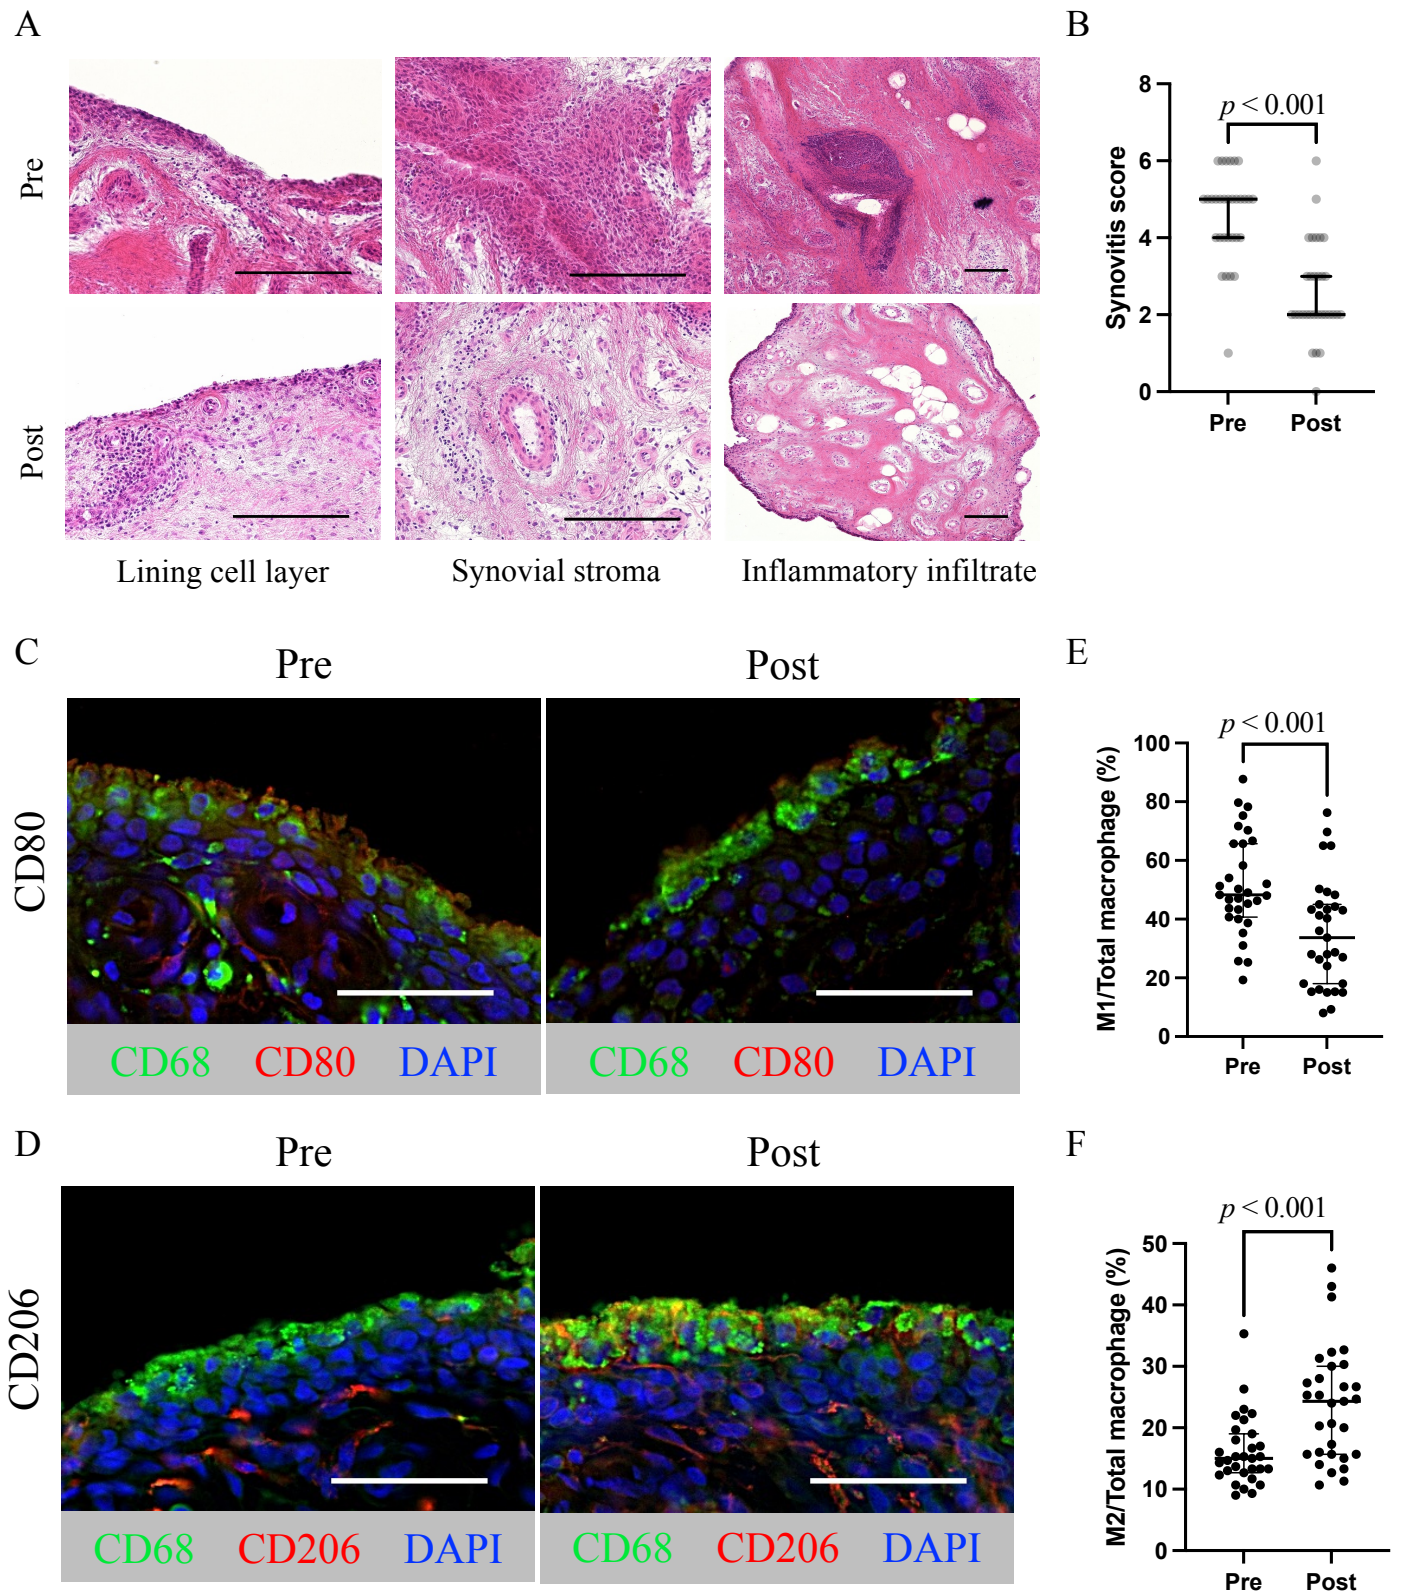 A
Pre
Post
Lining cell layer
Synovial stroma
Inflammatory infiltrate
B
Synovitis score
8
6
4
2
0
p < 0.001
Pre
Post
C
Pre
Post
CD80
CD68 CD80 DAPI
CD68 CD80 DAPI
E
M1/Total macrophage (%)
100
80
60
40
20
0
p < 0.001
Pre
Post
D
Pre
Post
CD206
CD68 CD206 DAPI
CD68 CD206 DAPI
F
M2/Total macrophage (%)
50
40
30
20
10
0
p < 0.001
Pre
Post